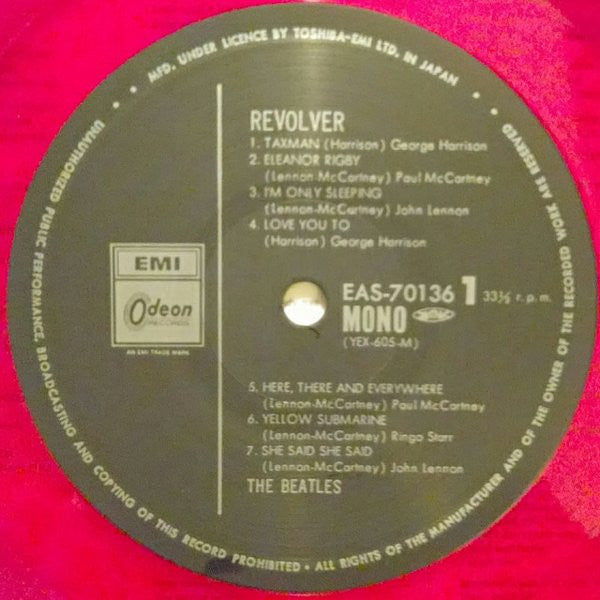 MFD. UNDER LICENCE BY TOSHIBA-EMI LTD. IN JAPAN
UNAUTHORIZED PUBLIC PERFORMANCE, BROADCASTING AND COPYING OF THIS RECORD PROHIBITED • ALL RIGHTS OF THE MANUFACTURER AND OF THE OWNER OF THE RECORDED WORK ARE RESERVED
REVOLVER
1. TAXMAN (Harrison) George Harrison
2. ELEANOR RIGBY
(Lennon-McCartney) Paul McCartney
3. I'M ONLY SLEEPING
(Lennon-McCartney) John Lennon
4. LOVE YOU TO
(Harrison) George Harrison
EMI
Odeon
RECORDS
AN EMI TRADE MARK
EAS-70136 1 33⅓ r.p.m.
MONO
(YEX-605-M)
5. HERE, THERE AND EVERYWHERE
(Lennon-McCartney) Paul McCartney
6. YELLOW SUBMARINE
(Lennon-McCartney) Ringo Starr
7. SHE SAID SHE SAID
(Lennon-McCartney) John Lennon
THE BEATLES